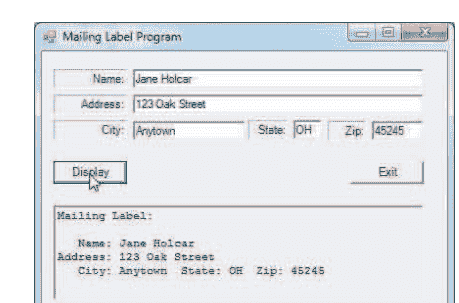 Mailing Label Program
Name: Jane Holcar
Address: 123 Oak Street
City: Anytown State: OH Zip: 45245
Display Exit
Mailing Label:
Name: Jane Holcar
Address: 123 Oak Street
City: Anytown State: OH Zip: 45245